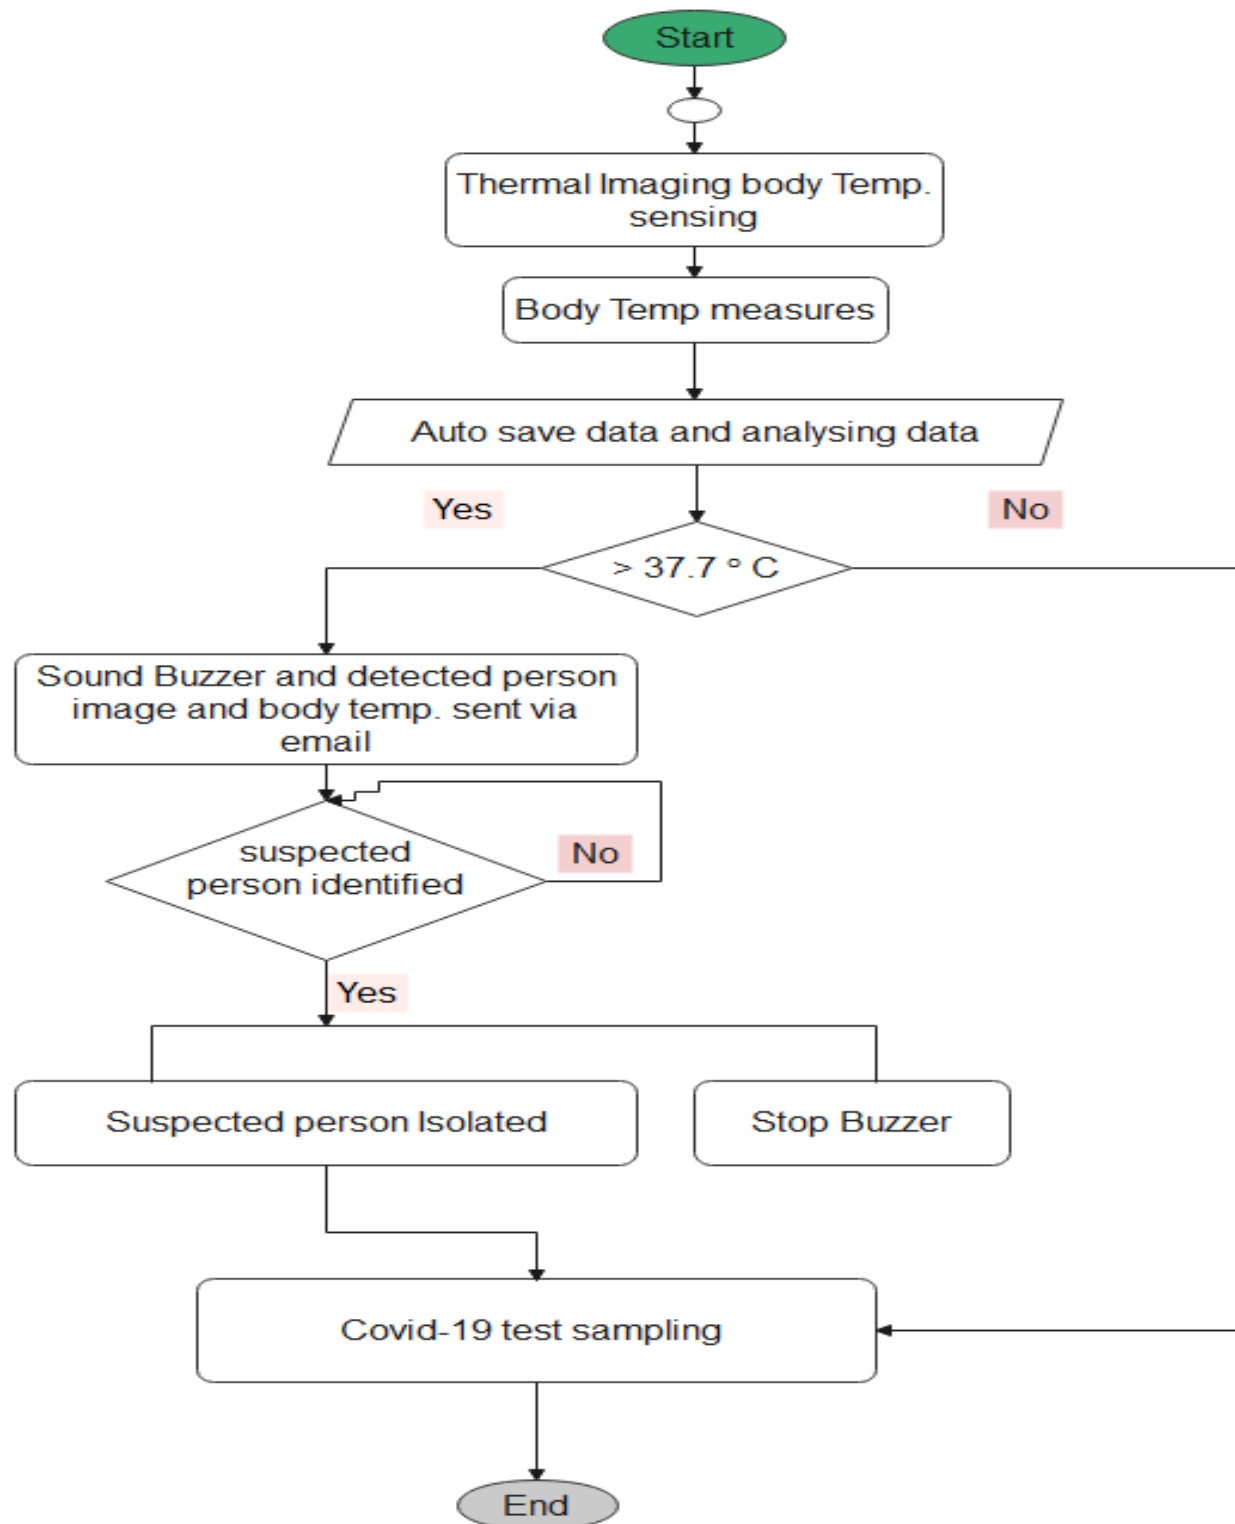 Start
Thermal Imaging body Temp.
sensing
Body Temp measures
Auto save data and analysing data
Yes
No
> 37.7 ° C
Sound Buzzer and detected person
image and body temp. sent via
email
suspected
person identified
No
Yes
Suspected person Isolated
Stop Buzzer
Covid-19 test sampling
End